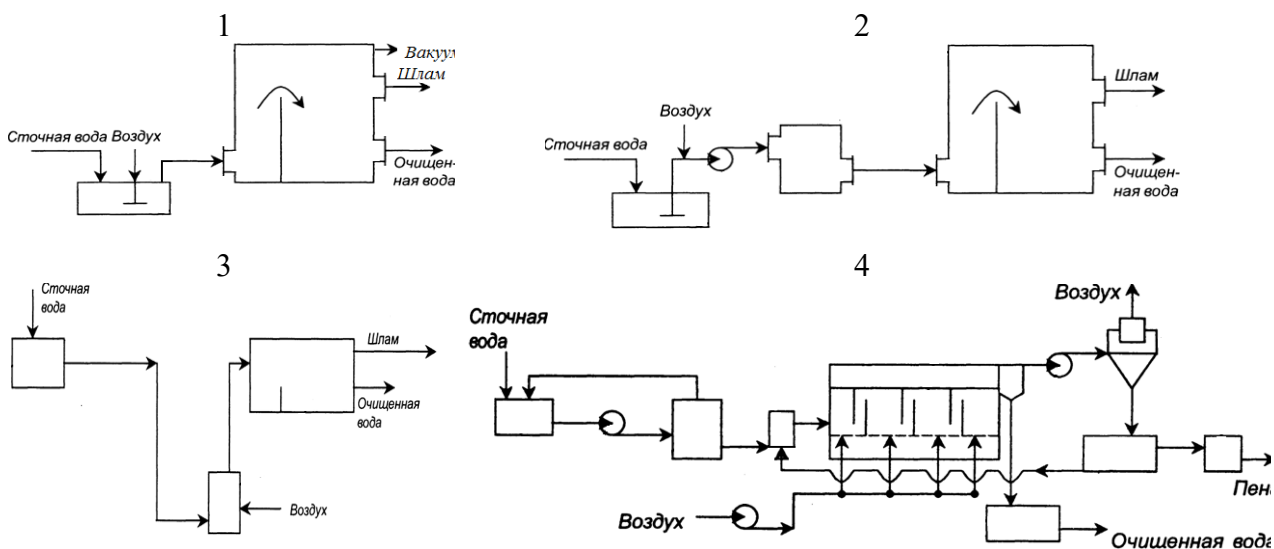 1
Вакуум
Шлам
Сточная вода Воздух
Очищен-
ная вода
2
Воздух
Сточная вода
Шлам
Очищен-
ная вода
3
Сточная
вода
Шлам
Очищенная
вода
Воздух
4
Воздух
Сточная
вода
Воздух
Пена
Очищенная вода